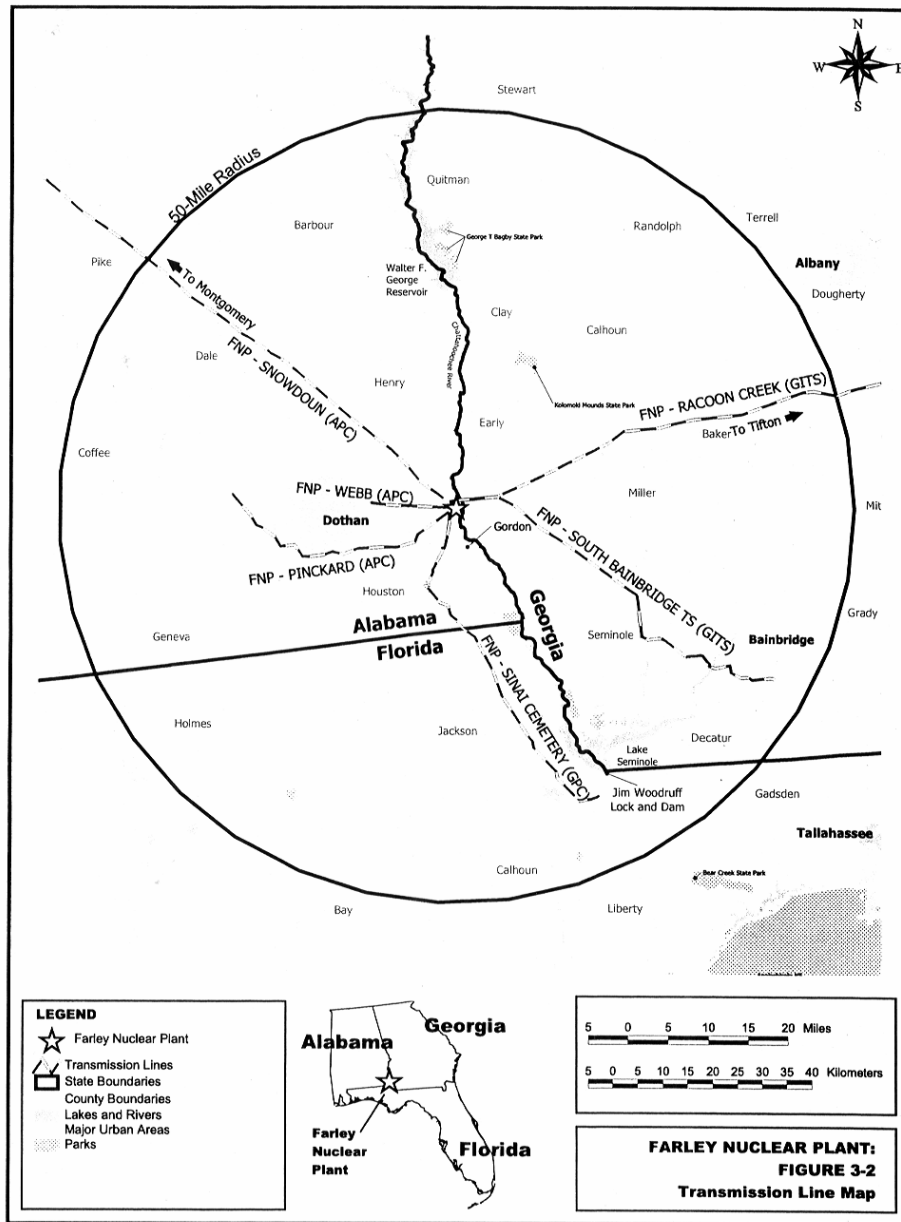 N
W
E
S
Stewart
50-Mile Radius
Quitman
Barbour
Randolph
Terrell
George T Bagby State Park
Pike
To Montgomery
Walter F.
George
Reservoir
Albany
Dougherty
Clay
Chattahoochee River
Calhoun
Dale
FNP - SNOWDOUN (APC)
Henry
Kolomoki Mounds State Park
FNP - RACOON CREEK (GITS)
Baker
To Tifton
Early
Coffee
FNP - WEBB (APC)
Miller
Mit
Dothan
Gordon
FNP - SOUTH BAINBRIDGE TS (GITS)
FNP - PINCKARD (APC)
Houston
Georgia
Grady
Alabama
Florida
Geneva
Seminole
Bainbridge
FNP - SINAI CEMETERY (GPC)
Holmes
Jackson
Decatur
Lake
Seminole
Jim Woodruff
Lock and Dam
Gadsden
Tallahassee
Calhoun
Bear Creek State Park
Bay
Liberty
LEGEND
Farley Nuclear Plant
Transmission Lines
State Boundaries
County Boundaries
Lakes and Rivers
Major Urban Areas
Parks
Alabama
Georgia
Farley
Nuclear
Plant
Florida
5 0 5 10 15 20 Miles
5 0 5 10 15 20 25 30 35 40 Kilometers
FARLEY NUCLEAR PLANT:
FIGURE 3-2
Transmission Line Map